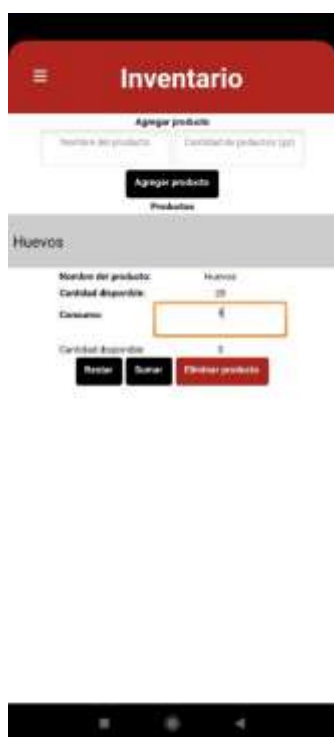 Inventario
Agregar producto
Nombre del producto Cantidad de productos (gr)
Agregar producto
Productos
Huevos
Nombre del producto: Huevos
Cantidad disponible:
Consumo:
Cantidad disponible
Restar Sumar Eliminar producto